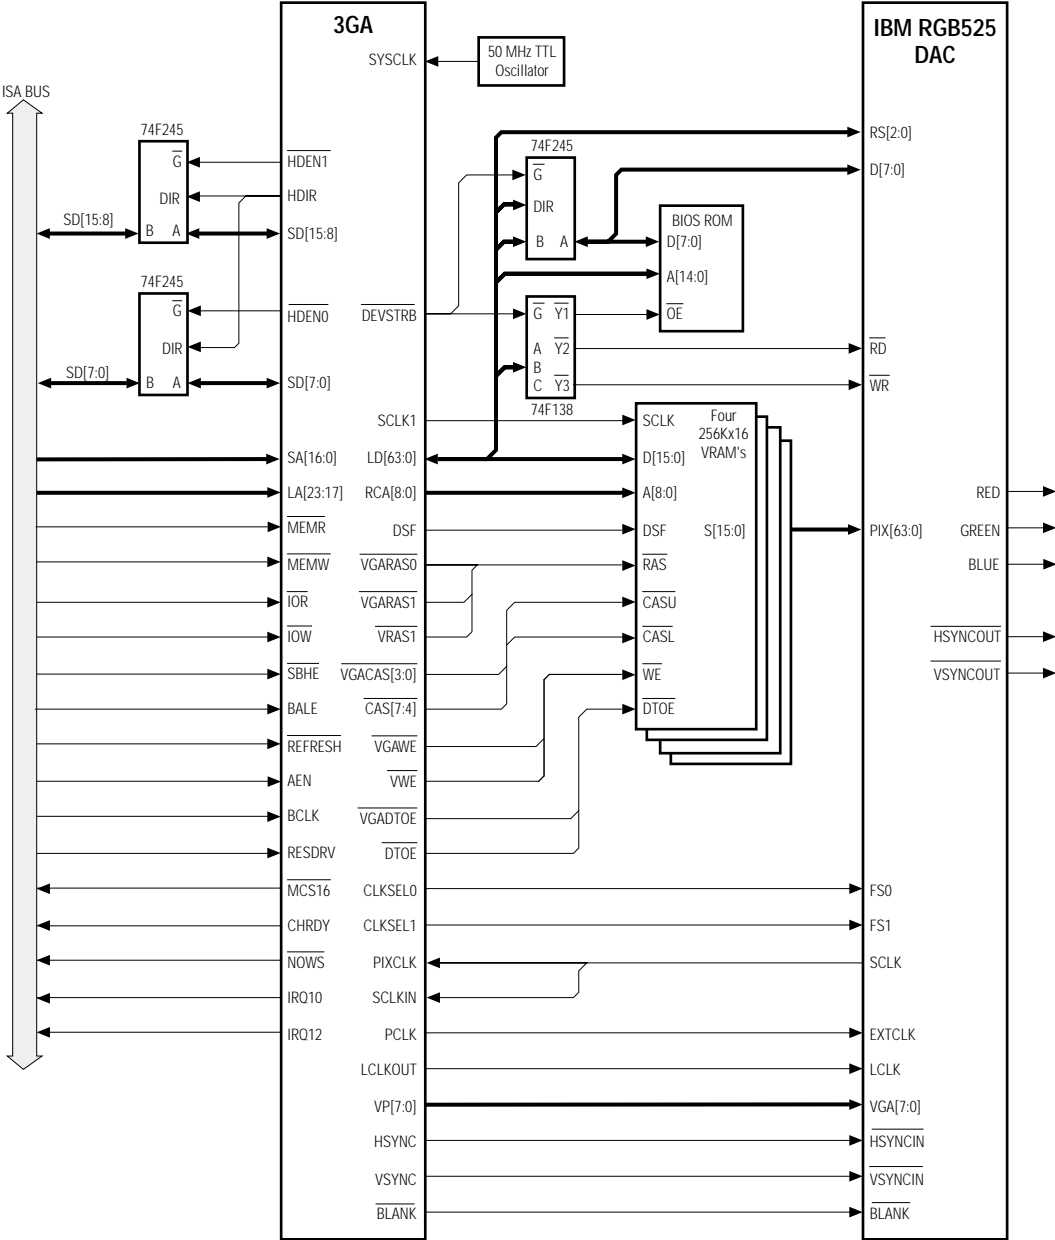 3GA
IBM RGB525
DAC
SYSCLK
50 MHz TTL
Oscillator
ISA BUS
74F245
G
DIR
B A
SD[15:8]
HDEN1
HDIR
SD[15:8]
74F245
G
DIR
B A
SD[7:0]
HDEN0
SD[7:0]
DEVSTRB
74F245
G
DIR
B A
BIOS ROM
D[7:0]
A[14:0]
OE
G Y1
A Y2
B
C Y3
74F138
RS[2:0]
D[7:0]
RD
WR
SCLK1
SCLK
Four
256Kx16
VRAM's
SA[16:0]
LD[63:0]
D[15:0]
LA[23:17]
RCA[8:0]
A[8:0]
RED
MEMR
DSF
DSF
S[15:0]
PIX[63:0]
GREEN
MEMW
VGARAS0
RAS
BLUE
IOR
VGARAS1
CASU
IOW
VRAS1
CASL
HSYNCOUT
SBHE
VGACAS[3:0]
WE
VSYNCOUT
BALE
CAS[7:4]
DTOE
REFRESH
VGAWE
AEN
VWE
BCLK
VGADTOE
RESDRV
DTOE
MCS16
CLKSEL0
FS0
CHRDY
CLKSEL1
FS1
NOWS
PIXCLK
SCLK
IRQ10
SCLKIN
IRQ12
PCLK
EXTCLK
LCLKOUT
LCLK
VP[7:0]
VGA[7:0]
HSYNC
HSYNCIN
VSYNC
VSYNCIN
BLANK
BLANK